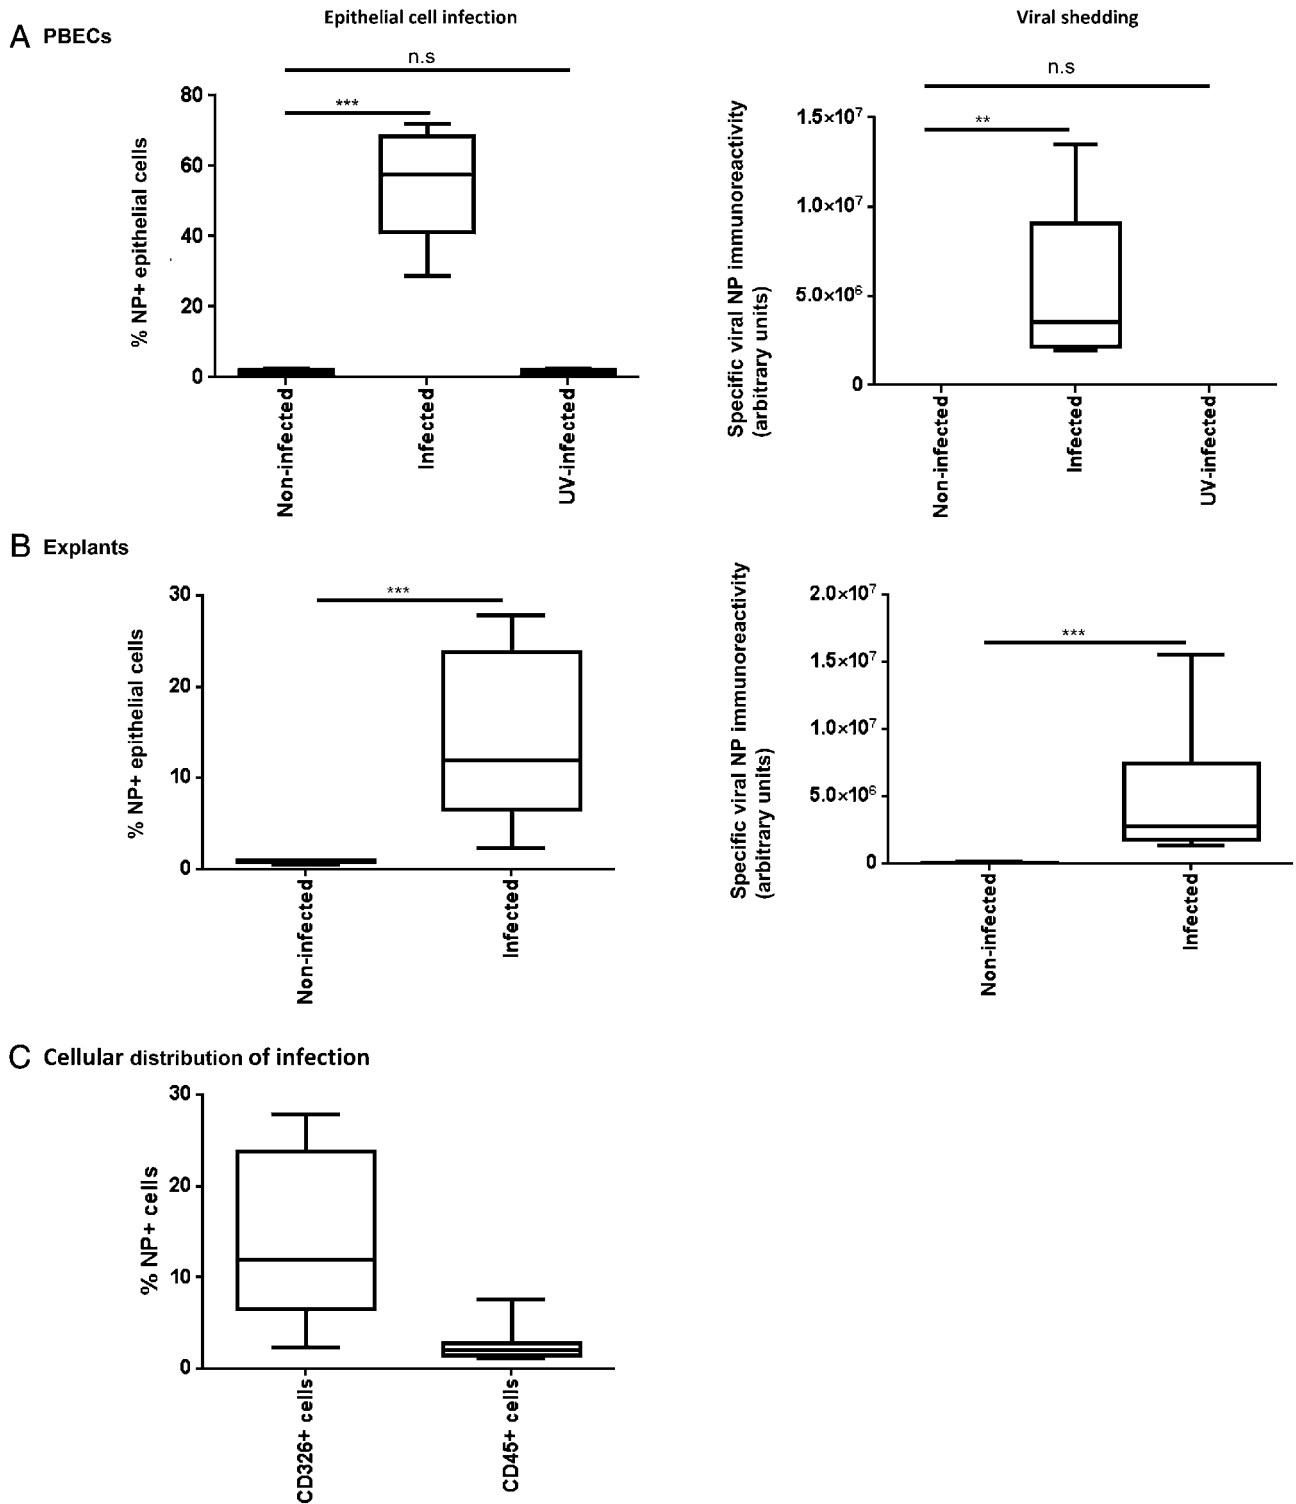 Epithelial cell infection
Viral shedding
A PBECs
n.s
***
80
60
40
20
0
% NP+ epithelial cells
Non-infected
Infected
UV-infected
n.s
**
1.5×10⁷
1.0×10⁷
5.0×10⁶
0
Specific viral NP immunoreactivity
(arbitrary units)
Non-infected
Infected
UV-infected
B Explants
***
30
20
10
0
% NP+ epithelial cells
Non-infected
Infected
***
2.0×10⁷
1.5×10⁷
1.0×10⁷
5.0×10⁶
0
Specific viral NP immunoreactivity
(arbitrary units)
Non-infected
Infected
C Cellular distribution of infection
30
20
10
0
% NP+ cells
CD326+ cells
CD45+ cells